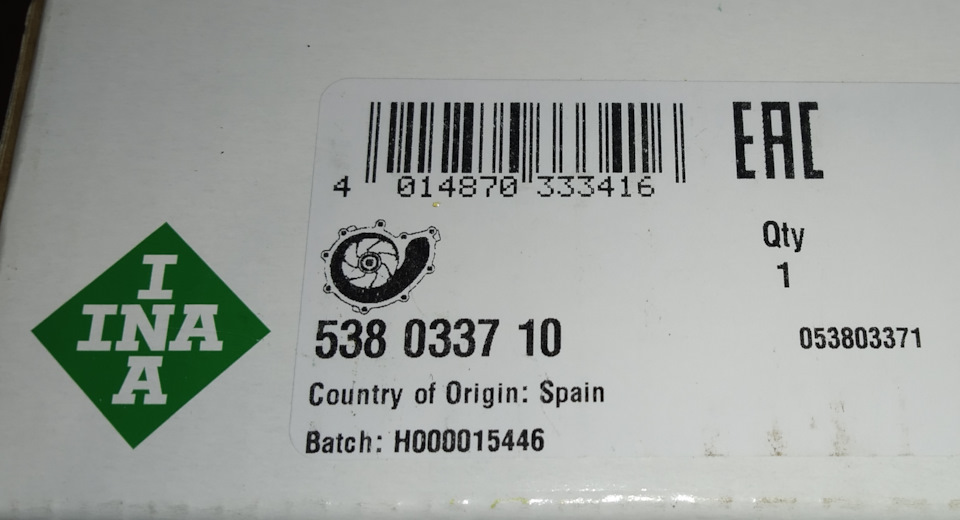 4 014870 333416
EAC
Qty
1
I
INA
A
538 0337 10
053803371
Country of Origin: Spain
Batch: H000015446